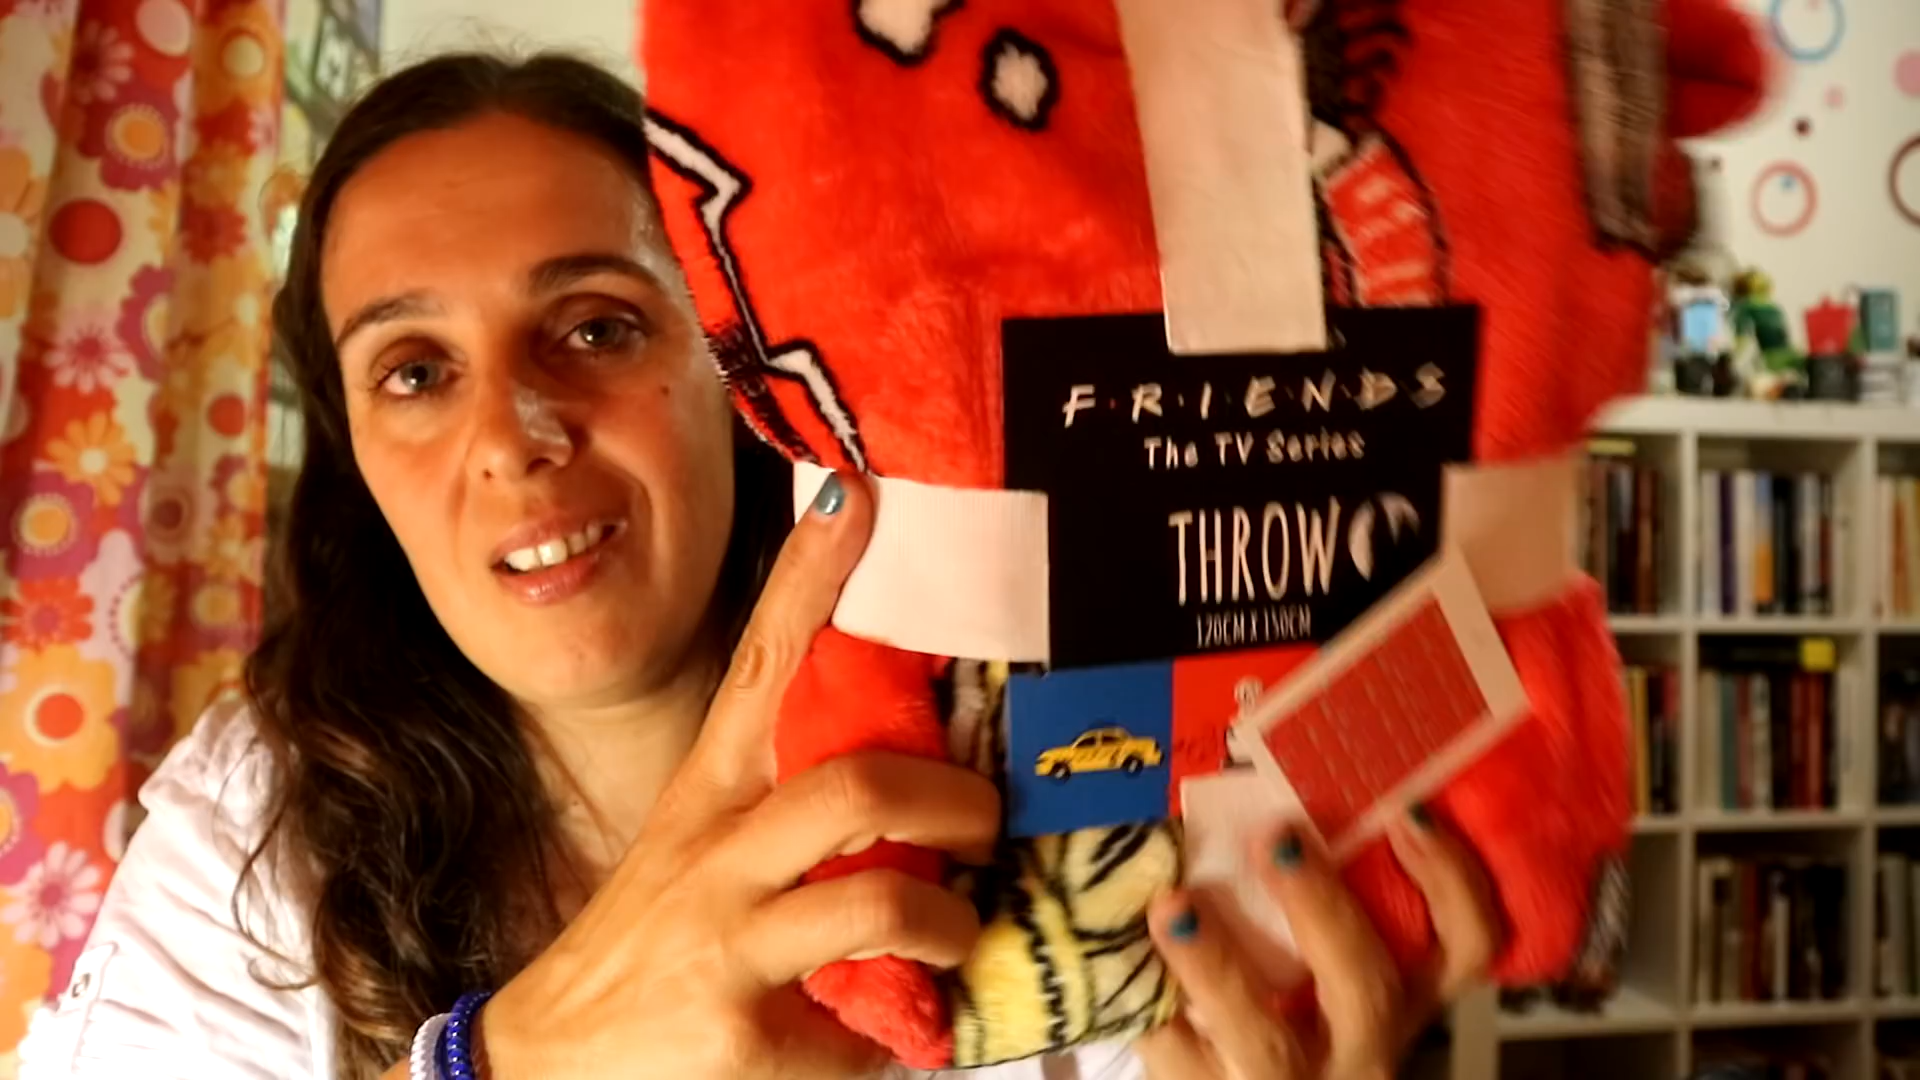 F·R·I·E·N·D·S
The TV Series
THROW
120CM X 150CM